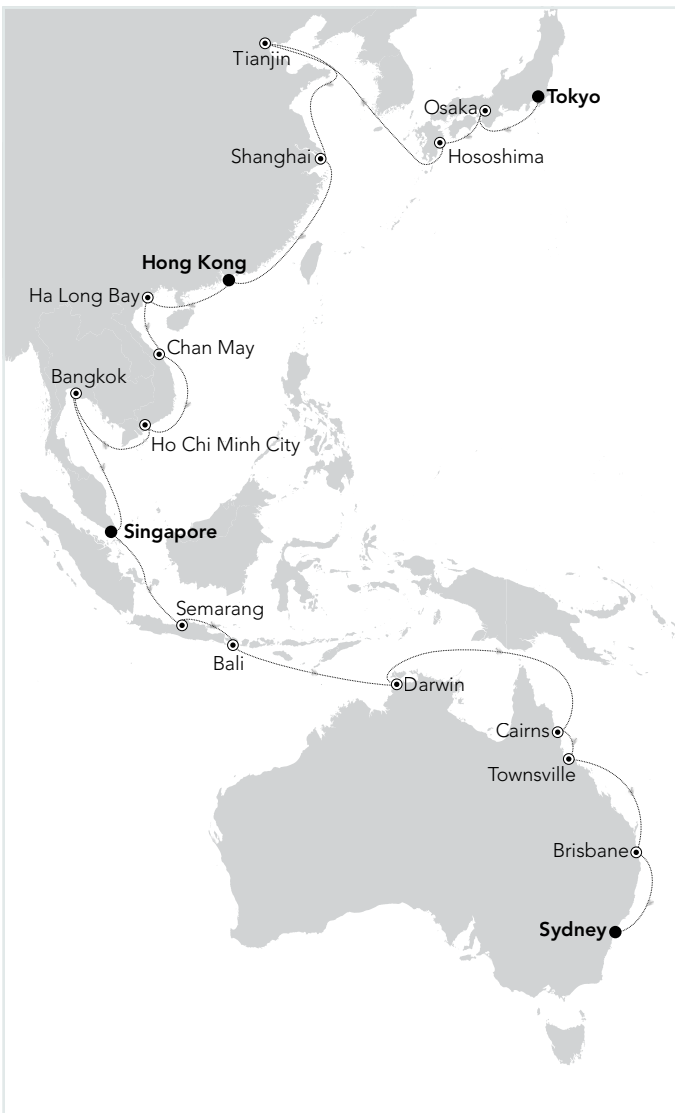 Tianjin
Osaka
Tokyo
Shanghai
Hososhima
Hong Kong
Ha Long Bay
Chan May
Bangkok
Ho Chi Minh City
Singapore
Semarang
Bali
Darwin
Cairns
Townsville
Brisbane
Sydney